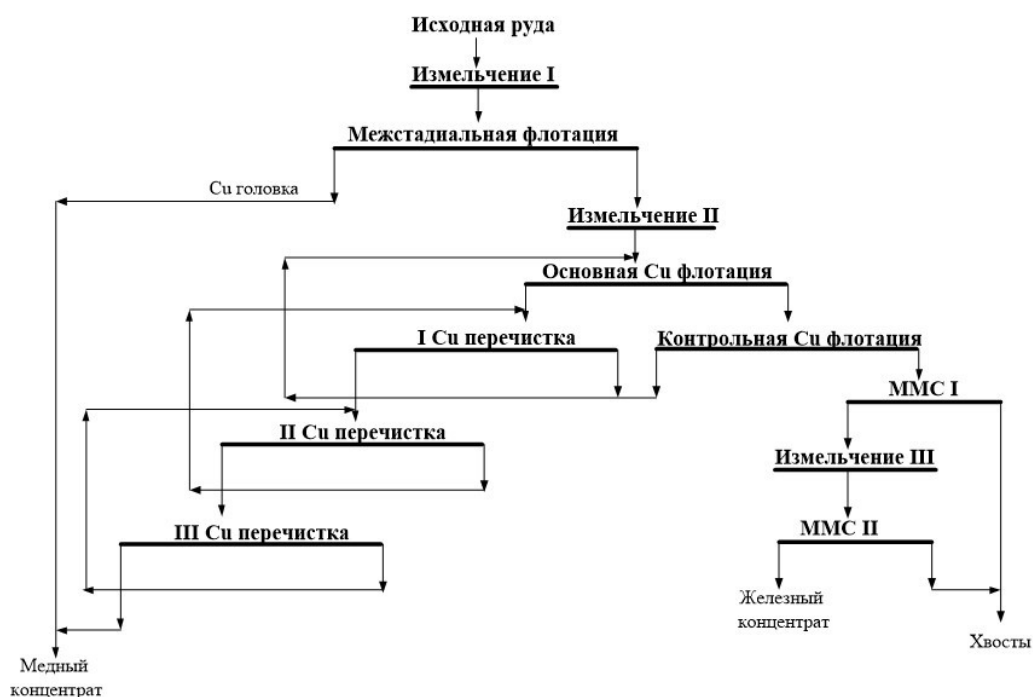 Исходная руда
Измельчение I
Межстадиальная флотация
Cu головка
Измельчение II
Основная Cu флотация
I Cu перечистка
Контрольная Cu флотация
ММС I
II Cu перечистка
Измельчение III
III Cu перечистка
ММС II
Железный
концентрат
Хвосты
Медный
концентрат